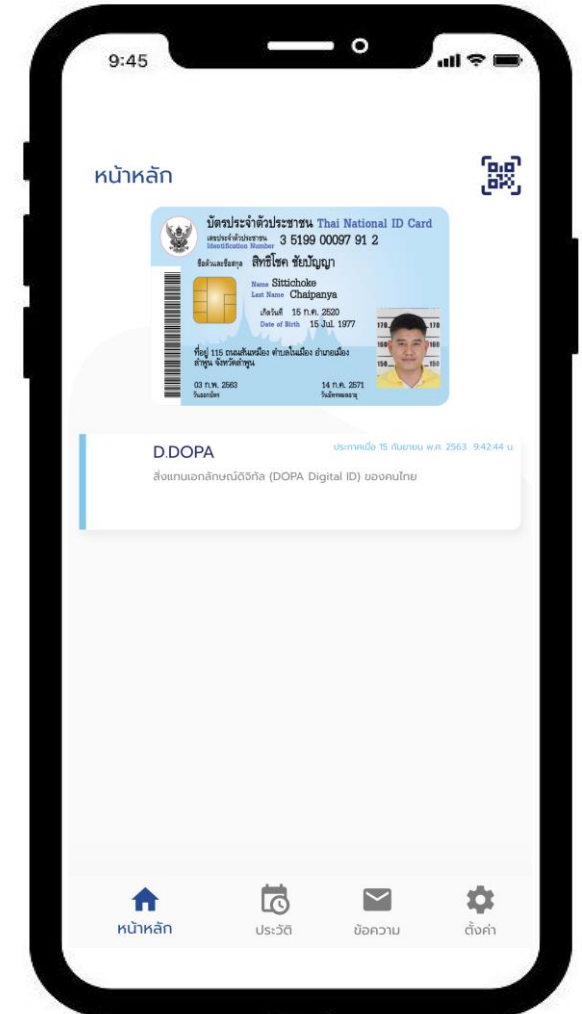 9:45
หน้าหลัก
บัตรประจำตัวประชาชน Thai National ID Card
เลขประจำตัวประชาชน
Identification Number
3 5199 00097 91 2
ชื่อตัวและชื่อสกุล สิทธิโชค ชัยปัญญา
Name Sittichoke
Last Name Chaipanya
เกิดวันที่ 15 ก.ค. 2520
Date of Birth 15 Jul. 1977
ที่อยู่ 115 ถนนสันเหมือง ตำบลในเมือง อำเภอเมือง
ลำพูน จังหวัดลำพูน
03 ก.พ. 2563
วันออกบัตร
14 ก.ค. 2571
วันบัตรหมดอายุ
170 170
160 160
150 150
D.DOPA
ประกาศเมื่อ 15 กันยายน พ.ศ. 2563 9:42:44 น.
สิ่งแทนเอกลักษณ์ดิจิทัล (DOPA Digital ID) ของคนไทย
หน้าหลัก
ประวัติ
ข้อความ
ตั้งค่า